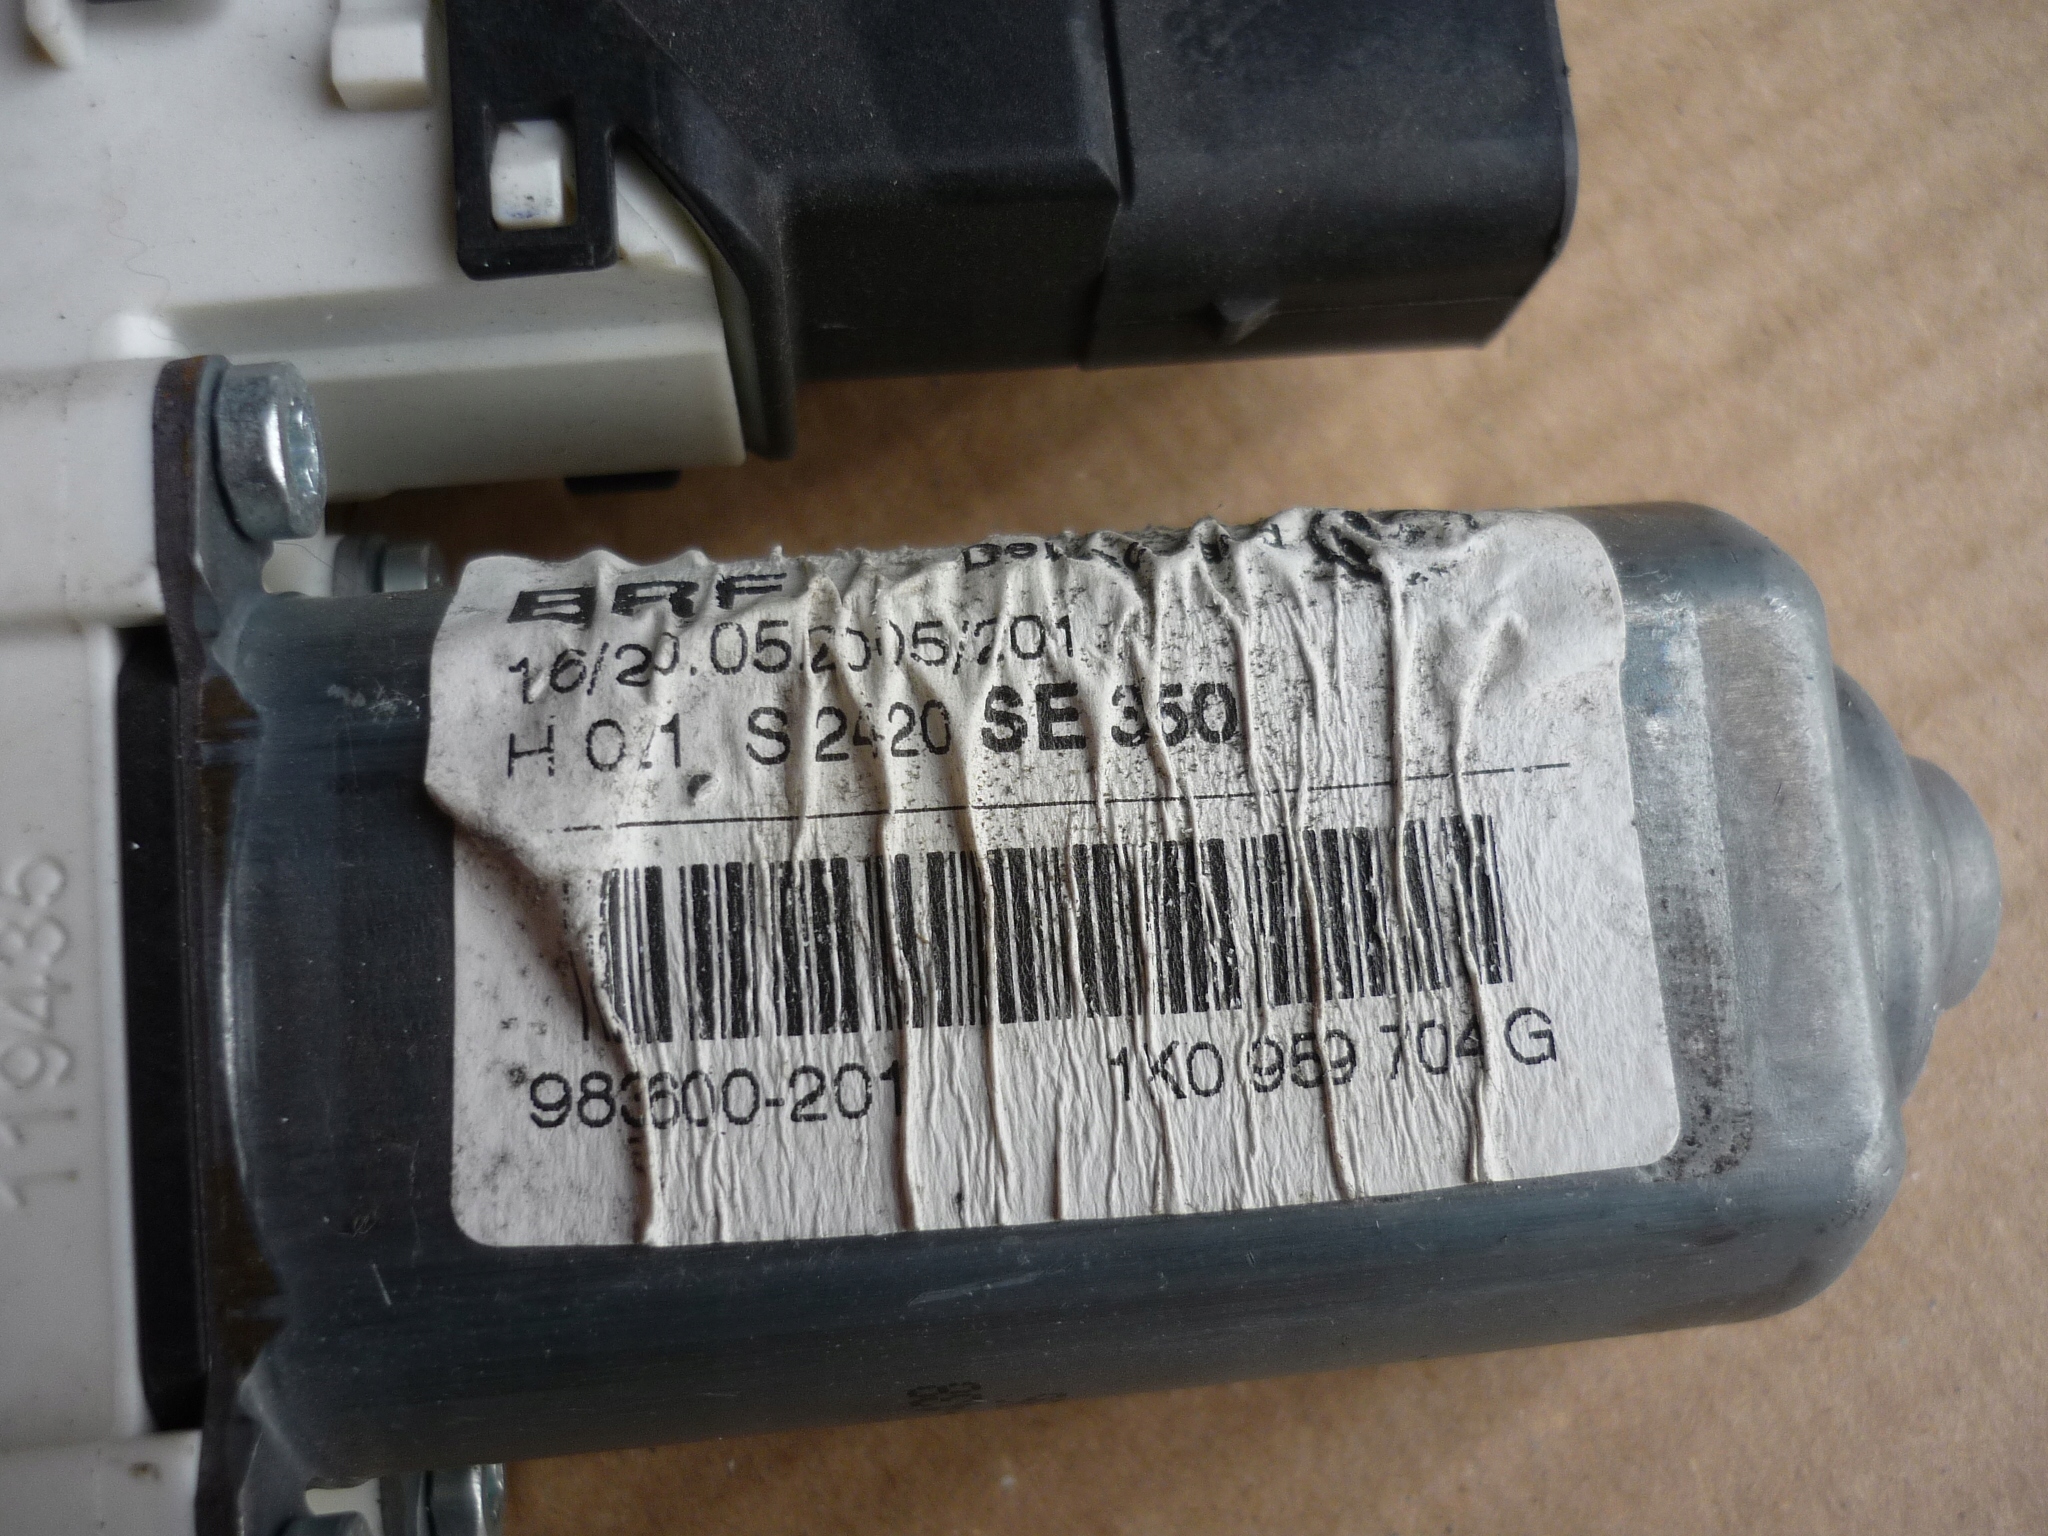 BRF
16/20.05.2005/201
H 0.1 S 2420 SE 350
983600-201 1K0 959 704 G
119435